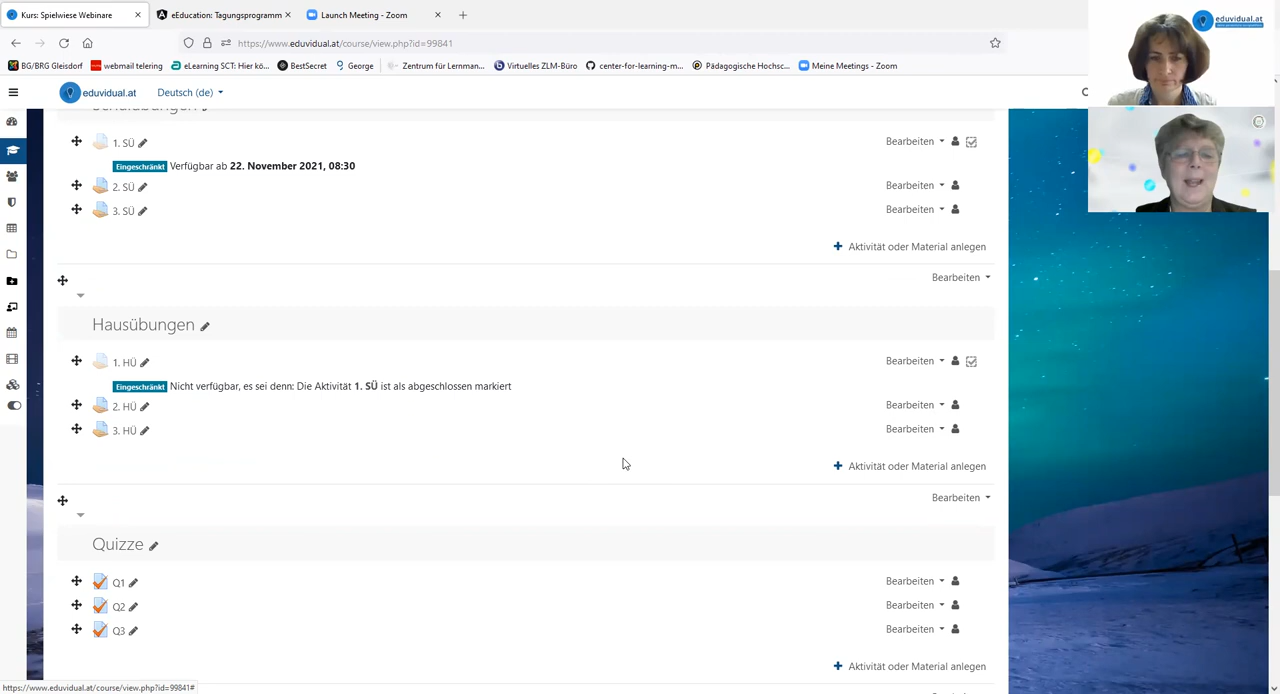 Kurs: Spielwiese Webinare
eEducation: Tagungsprogramm
Launch Meeting - Zoom
https://www.eduvidual.at/course/view.php?id=99841
BG/BRG Gleisdorf
webmail telering
eLearning SCT: Hier kö...
BestSecret
George
Zentrum für Lernman...
Virtuelles ZLM-Büro
center-for-learning-m...
Pädagogische Hochsc...
Meine Meetings - Zoom
eduvidual.at
eduvidual.at
Deutsch (de)
1. SÜ
Bearbeiten
Eingeschränkt Verfügbar ab 22. November 2021, 08:30
2. SÜ
Bearbeiten
3. SÜ
Bearbeiten
Aktivität oder Material anlegen
Bearbeiten
Hausübungen
1. HÜ
Bearbeiten
Eingeschränkt Nicht verfügbar, es sei denn: Die Aktivität 1. SÜ ist als abgeschlossen markiert
2. HÜ
Bearbeiten
3. HÜ
Bearbeiten
Aktivität oder Material anlegen
Bearbeiten
Quizze
Q1
Bearbeiten
Q2
Bearbeiten
Q3
Bearbeiten
Aktivität oder Material anlegen
https://www.eduvidual.at/course/view.php?id=99841#